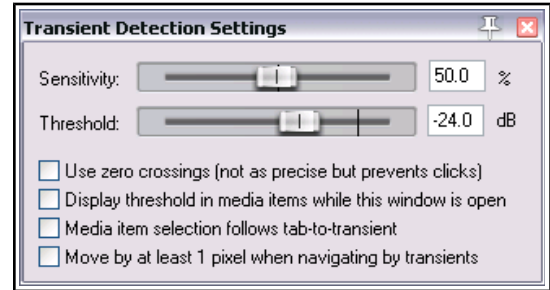 Transient Detection Settings
Sensitivity: 50.0 %
Threshold: -24.0 dB
Use zero crossings (not as precise but prevents clicks)
Display threshold in media items while this window is open
Media item selection follows tab-to-transient
Move by at least 1 pixel when navigating by transients